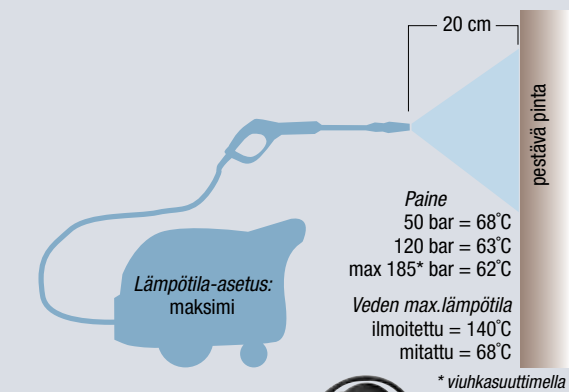 20 cm
pestävä pinta
Lämpötila-asetus:
maksimi
Paine
50 bar = 68°C
120 bar = 63°C
max 185* bar = 62°C
Veden max.lämpötila
ilmoitettu = 140°C
mitattu = 68°C
* viuhkasuuttimella